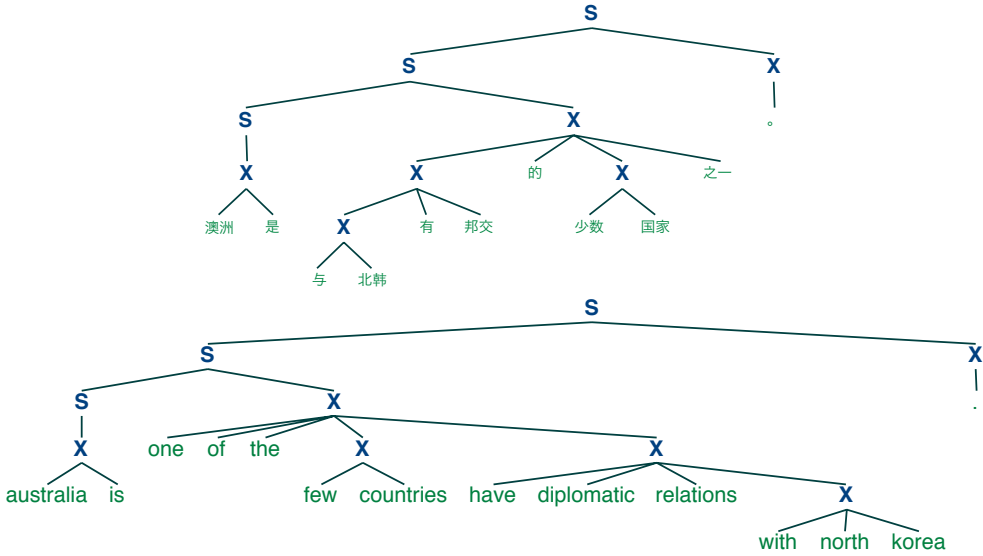 S
S X
S X 。
X X 的 X 之一
澳洲 是 X 有 邦交 少数 国家
与 北韩
S
S X
S X .
X one of the X X
australia is few countries have diplomatic relations X
with north korea